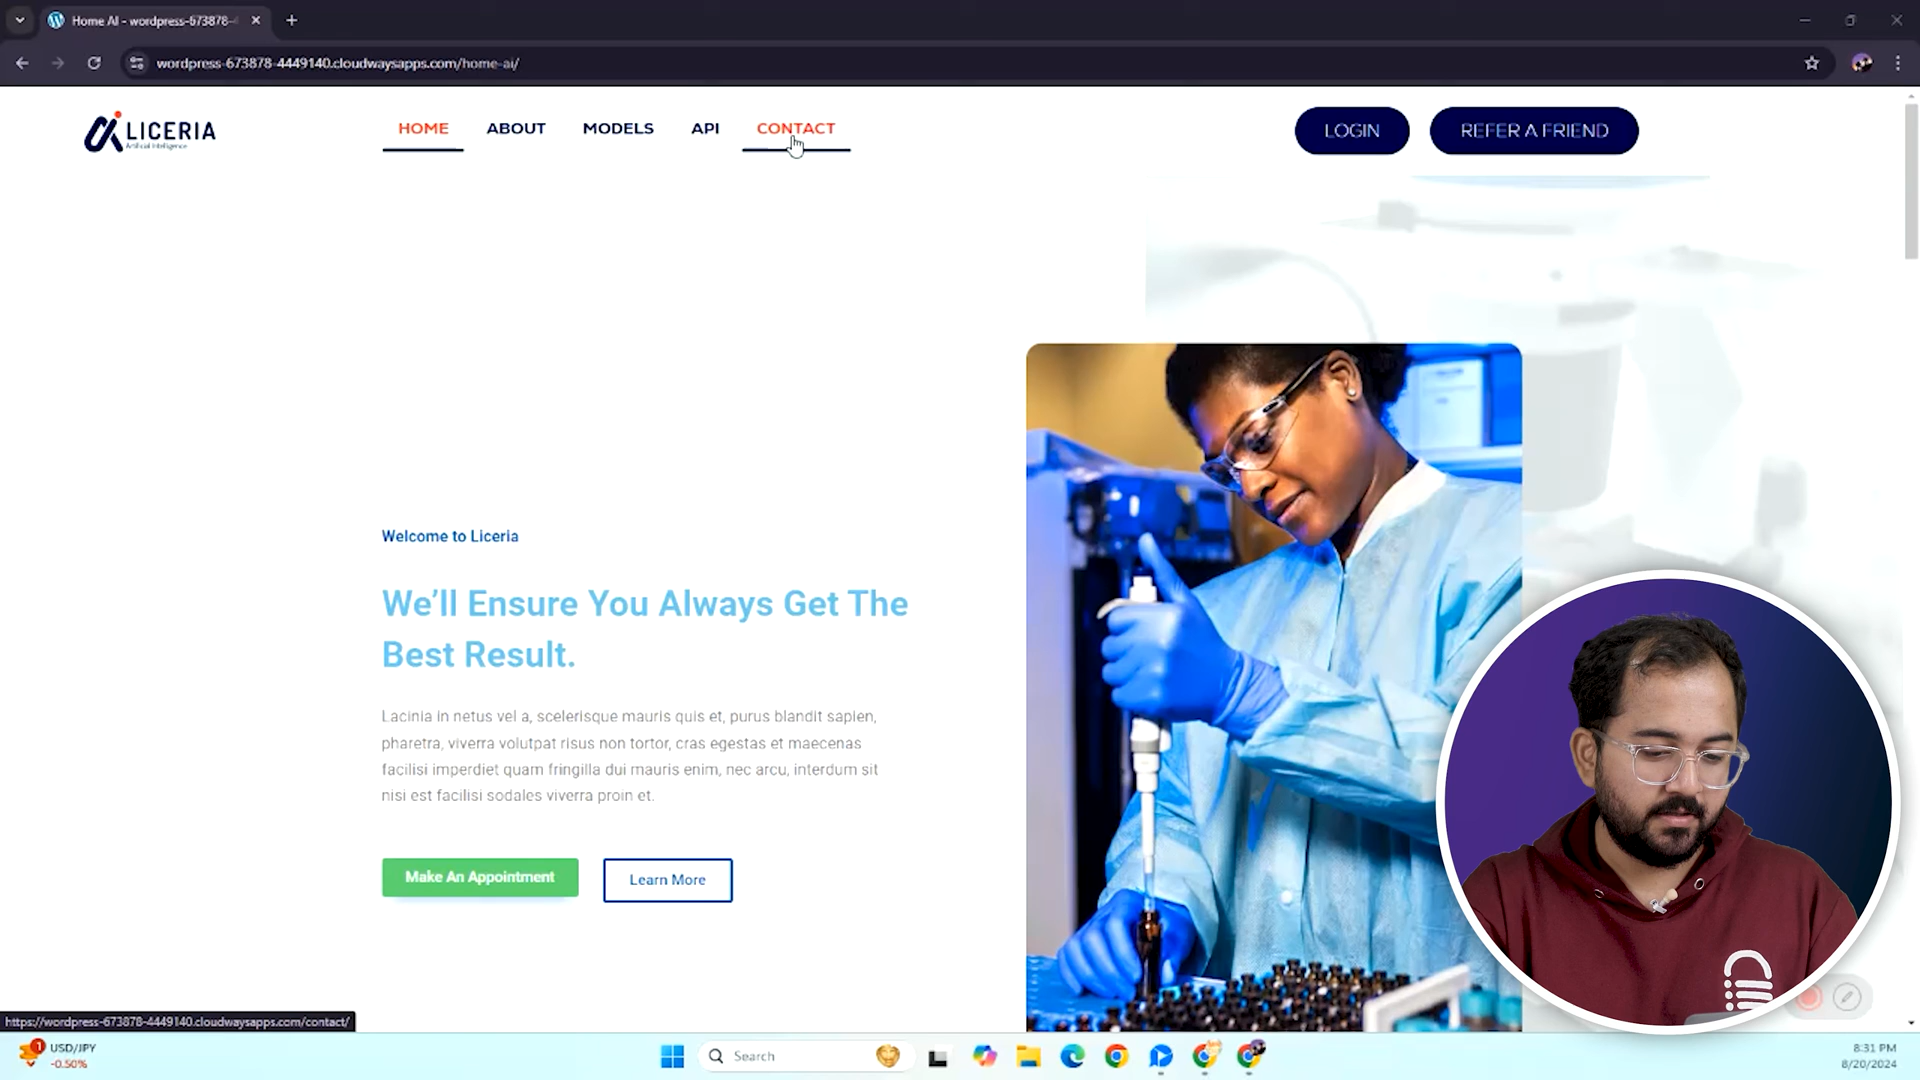 Home AI - wordpress-673878-
wordpress-673878-4449140.cloudwaysapps.com/home-ai/
LICERIA
Artificial Intelligence
HOME
ABOUT
MODELS
API
CONTACT
LOGIN
REFER A FRIEND
Welcome to Liceria
We'll Ensure You Always Get The
Best Result.
Lacinia in netus vel a, scelerisque mauris quis et, purus blandit sapien,
pharetra, viverra volutpat risus non tortor, cras egestas et maecenas
facilisi imperdiet quam fringilla dui mauris enim, nec arcu, interdum sit
nisi est facilisi sodales viverra proin et.
Make An Appointment
Learn More
https://wordpress-673878-4449140.cloudwaysapps.com/contact/
1
USD/JPY
-0.50%
Search
8:31 PM
8/20/2024